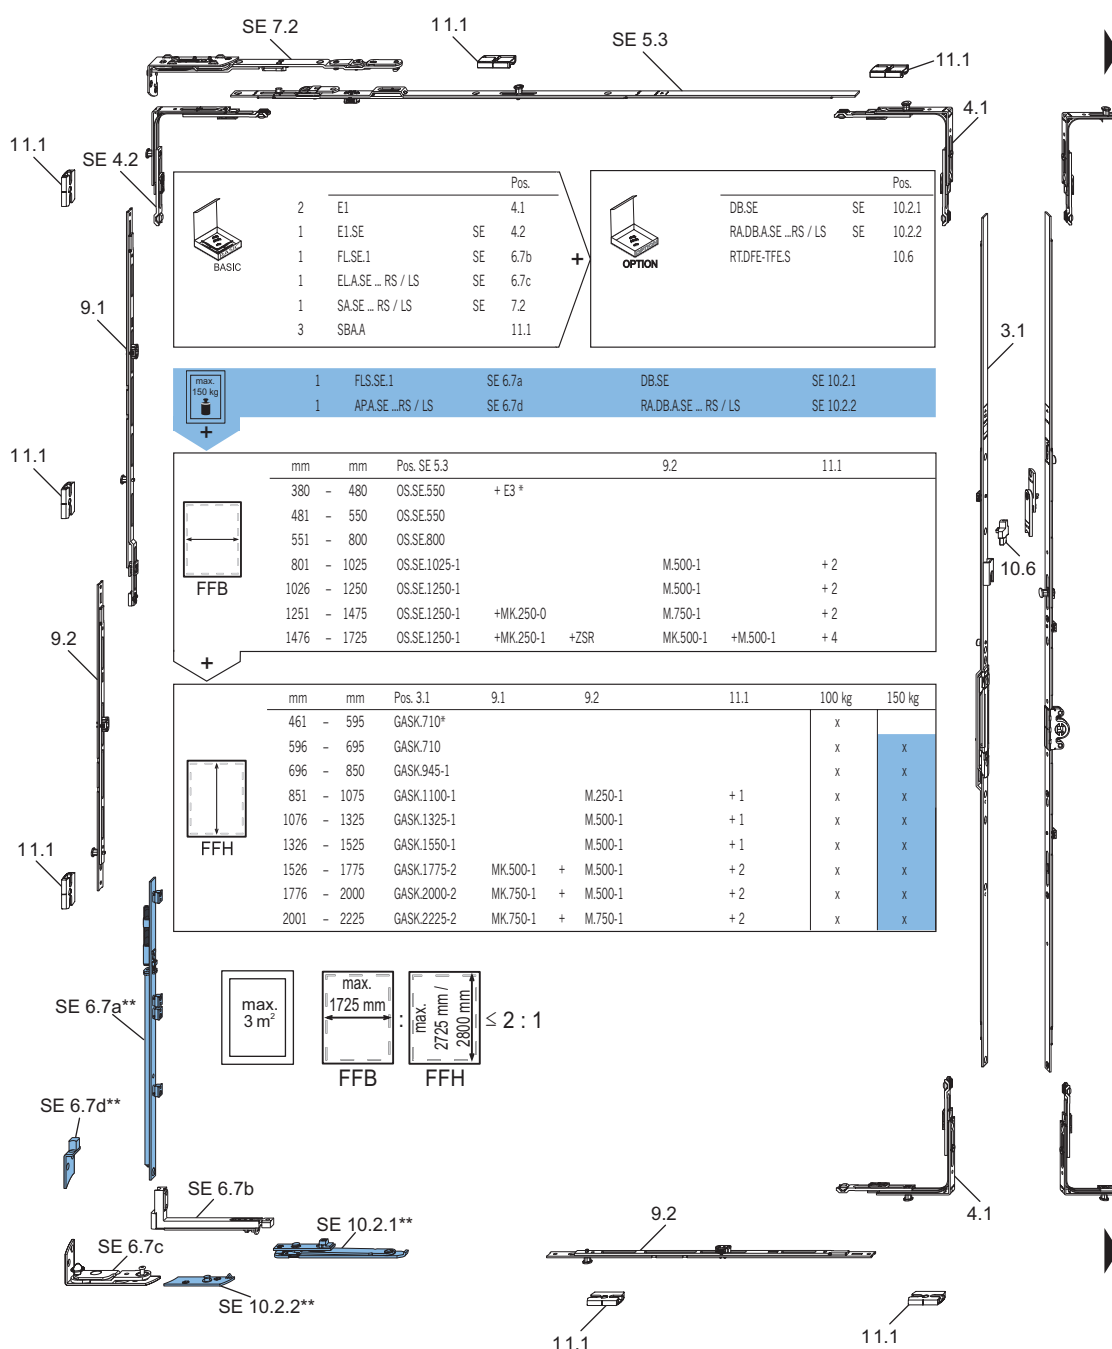 SE 7.2
11.1
SE 5.3
11.1
4.1
11.1
SE 4.2
Pos.
2 E1 4.1
1 E1.SE SE 4.2
1 FL.SE.1 SE 6.7b
1 EL.A.SE ... RS / LS SE 6.7c
1 SA.SE ... RS / LS SE 7.2
3 SBA.A 11.1
BASIC
+
Pos.
DB.SE SE 10.2.1
RA.DB.A.SE ...RS / LS SE 10.2.2
RT.DFE-TFE.S 10.6
OPTION
9.1
3.1
max.
150 kg
+
1 FLS.SE.1 SE 6.7a DB.SE SE 10.2.1
1 AP.A.SE ...RS / LS SE 6.7d RA.DB.A.SE ... RS / LS SE 10.2.2
11.1
mm mm Pos. SE 5.3 9.2 11.1
380 – 480 OS.SE.550 + E3 *
481 – 550 OS.SE.550
551 – 800 OS.SE.800
801 – 1025 OS.SE.1025-1 M.500-1 + 2
1026 – 1250 OS.SE.1250-1 M.500-1 + 2
1251 – 1475 OS.SE.1250-1 +MK.250-0 M.750-1 + 2
1476 – 1725 OS.SE.1250-1 +MK.250-1 +ZSR MK.500-1 +M.500-1 + 4
FFB
+
10.6
9.2
mm mm Pos. 3.1 9.1 9.2 11.1 100 kg 150 kg
461 – 595 GASK.710* x
596 – 695 GASK.710 x x
696 – 850 GASK.945-1 x x
851 – 1075 GASK.1100-1 M.250-1 + 1 x x
1076 – 1325 GASK.1325-1 M.500-1 + 1 x x
1326 – 1525 GASK.1550-1 M.500-1 + 1 x x
1526 – 1775 GASK.1775-2 MK.500-1 + M.500-1 + 2 x x
1776 – 2000 GASK.2000-2 MK.750-1 + M.500-1 + 2 x x
2001 – 2225 GASK.2225-2 MK.750-1 + M.750-1 + 2 x x
FFH
11.1
SE 6.7a**
max.
3 m²
max.
1725 mm
FFB
:
max.
2725 mm /
2800 mm
FFH
≤ 2 : 1
SE 6.7d**
SE 6.7b
SE 10.2.1**
SE 6.7c
SE 10.2.2**
9.2
4.1
11.1
11.1